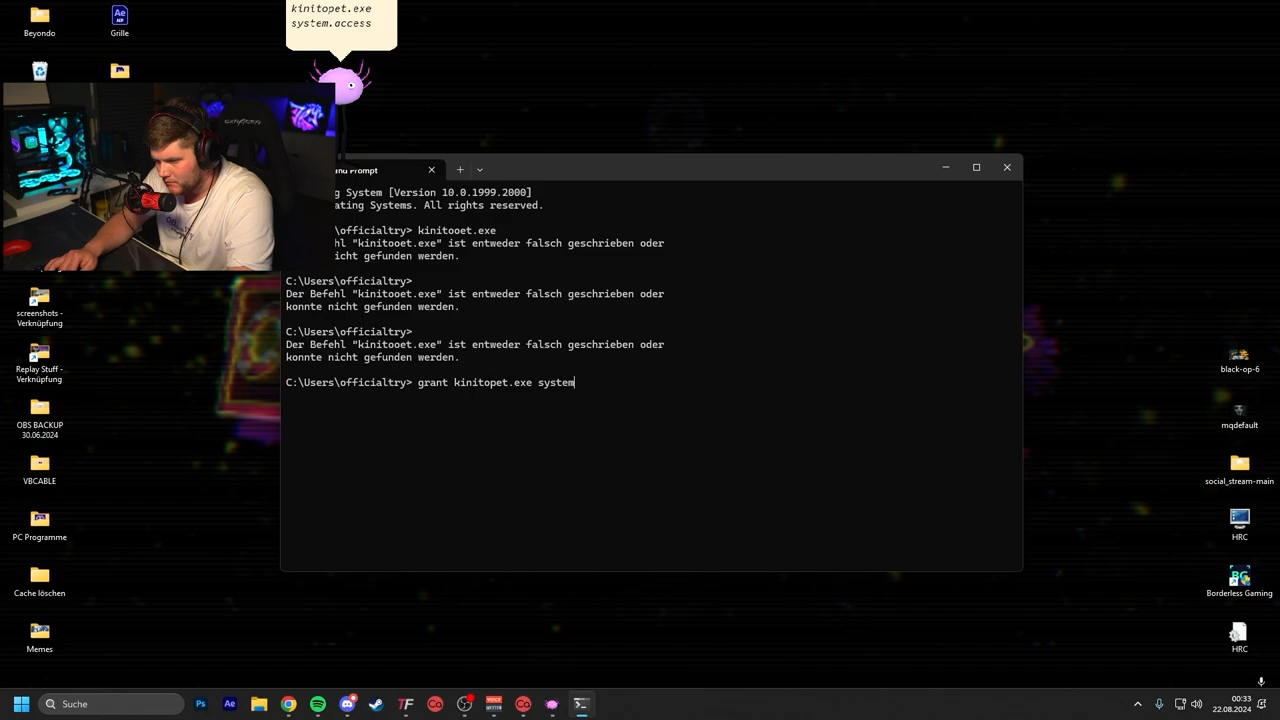 kinitopet.exe
system.access
Beyondo
Grille
nd Prompt
g System [Version 10.0.1999.2000]
ating Systems. All rights reserved.
\officialtry> kinitooet.exe
hl "kinitooet.exe" ist entweder falsch geschrieben oder
icht gefunden werden.
C:\Users\officialtry>
Der Befehl "kinitooet.exe" ist entweder falsch geschrieben oder
konnte nicht gefunden werden.
C:\Users\officialtry>
Der Befehl "kinitooet.exe" ist entweder falsch geschrieben oder
konnte nicht gefunden werden.
C:\Users\officialtry> grant kinitopet.exe system
screenshots -
Verknüpfung
Replay Stuff -
Verknüpfung
OBS BACKUP
30.06.2024
VBCABLE
PC Programme
Cache löschen
Memes
black-op-6
mqdefault
social_stream-main
HRC
Borderless Gaming
HRC
Suche
00:33
22.08.2024